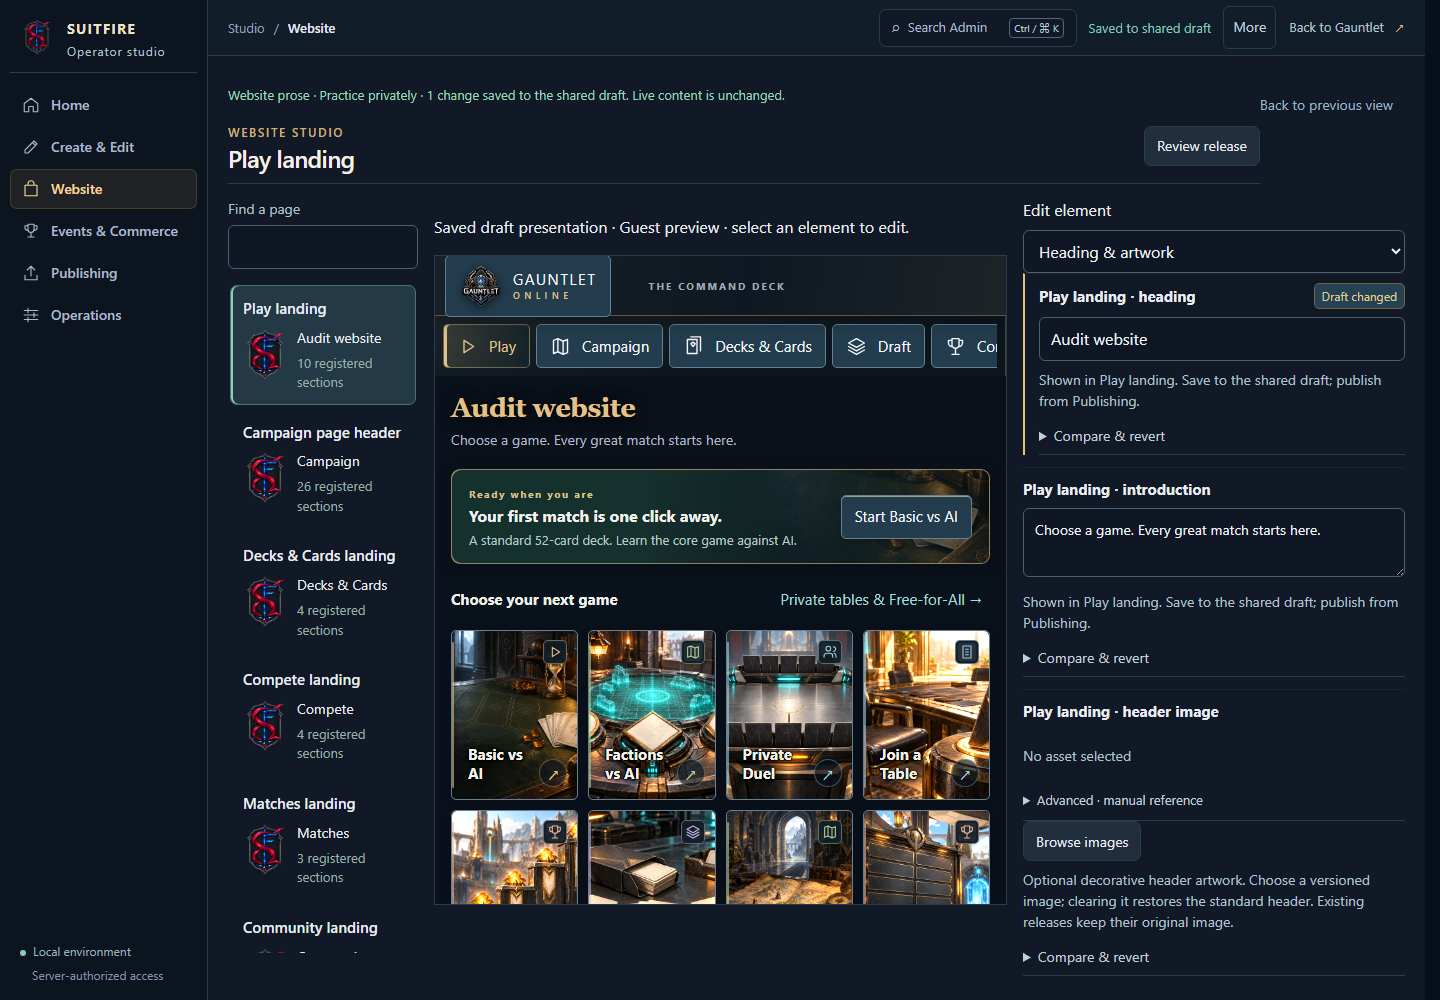 SUITFIRE
Operator studio
Home
Create & Edit
Website
Events & Commerce
Publishing
Operations
Local environment
Server-authorized access
Studio / Website
Search Admin
Ctrl / ⌘ K
Saved to shared draft
More
Back to Gauntlet ↗
Website prose · Practice privately · 1 change saved to the shared draft. Live content is unchanged.
Back to previous view
WEBSITE STUDIO
Play landing
Review release
Find a page
Play landing
Audit website
10 registered
sections
Campaign page header
Campaign
26 registered
sections
Decks & Cards landing
Decks & Cards
4 registered
sections
Compete landing
Compete
4 registered
sections
Matches landing
Matches
3 registered
sections
Community landing
Saved draft presentation · Guest preview · select an element to edit.
GAUNTLET
GAUNTLET
ONLINE
THE COMMAND DECK
Play
Campaign
Decks & Cards
Draft
Audit website
Choose a game. Every great match starts here.
Ready when you are
Your first match is one click away.
A standard 52-card deck. Learn the core game against AI.
Start Basic vs AI
Choose your next game
Private tables & Free-for-All →
Basic vs
AI
↗
Factions
vs AI
↗
Private
Duel
↗
Join a
Table
↗
Edit element
Heading & artwork
Play landing · heading
Draft changed
Audit website
Shown in Play landing. Save to the shared draft; publish
from Publishing.
Compare & revert
Play landing · introduction
Choose a game. Every great match starts here.
Shown in Play landing. Save to the shared draft; publish from
Publishing.
Compare & revert
Play landing · header image
No asset selected
Advanced · manual reference
Browse images
Optional decorative header artwork. Choose a versioned
image; clearing it restores the standard header. Existing
releases keep their original image.
Compare & revert